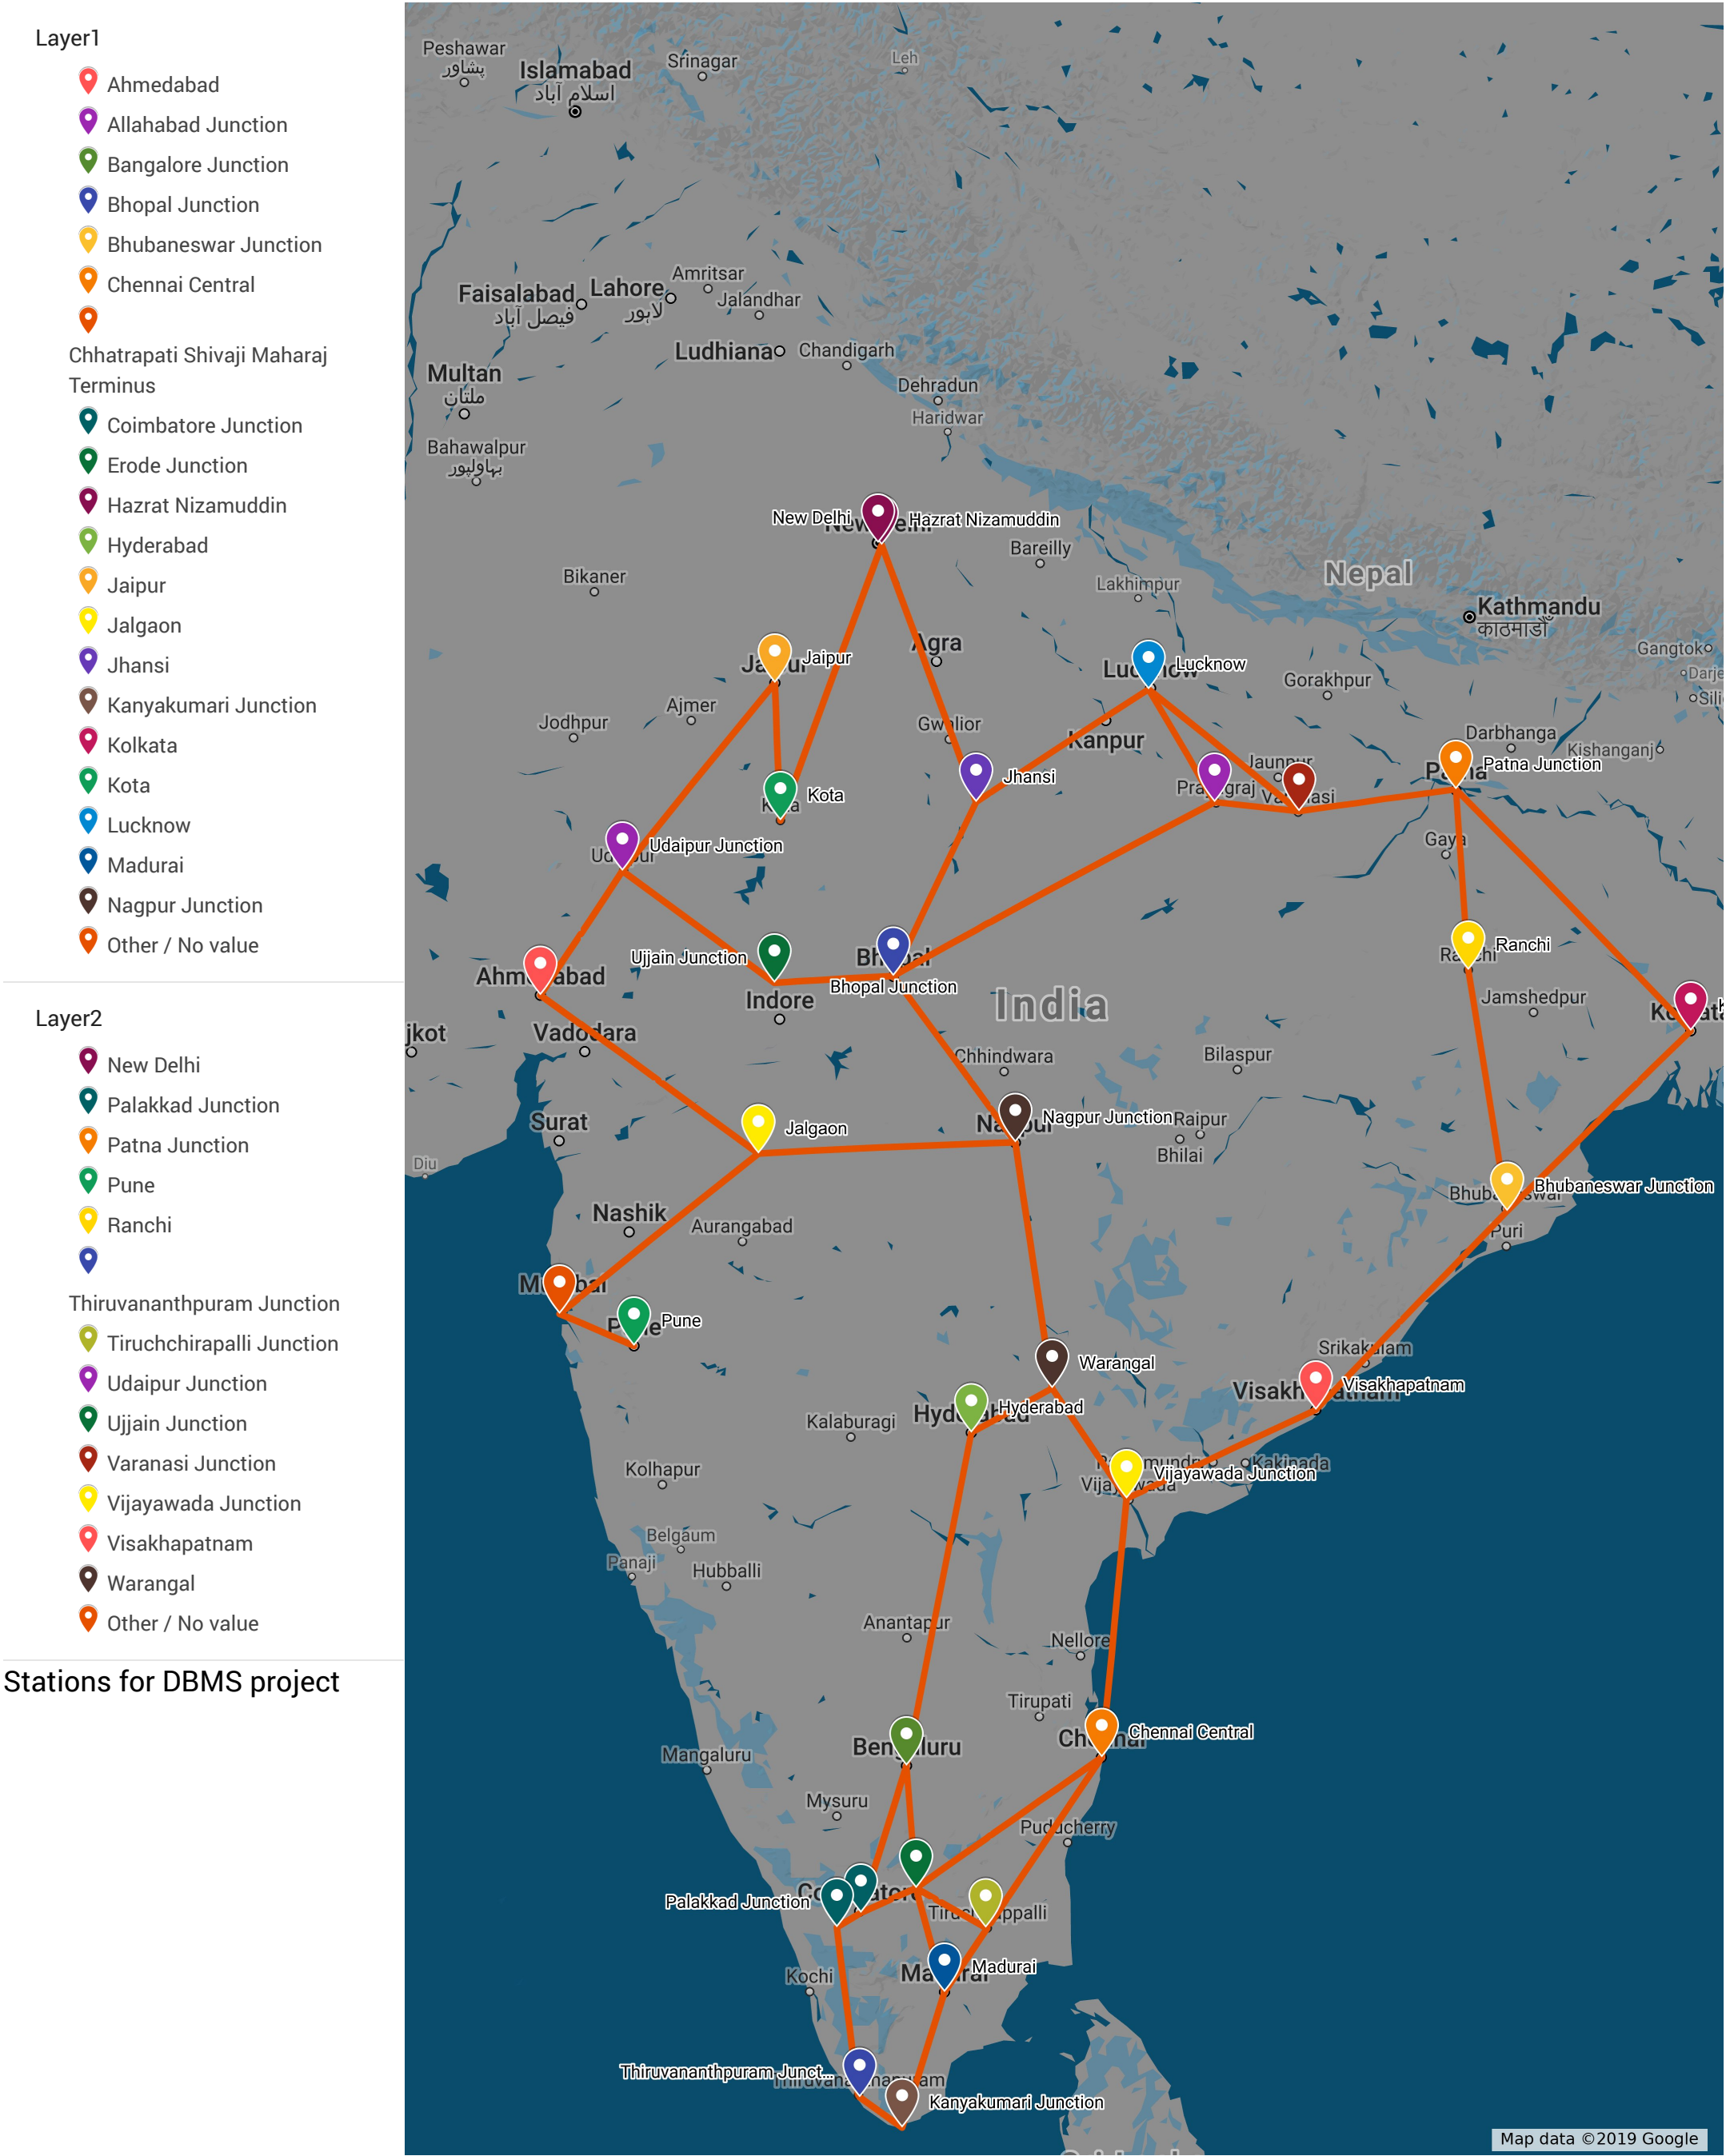 Layer1
Ahmedabad
Allahabad Junction
Bangalore Junction
Bhopal Junction
Bhubaneswar Junction
Chennai Central
Chhatrapati Shivaji Maharaj
Terminus
Coimbatore Junction
Erode Junction
Hazrat Nizamuddin
Hyderabad
Jaipur
Jalgaon
Jhansi
Kanyakumari Junction
Kolkata
Kota
Lucknow
Madurai
Nagpur Junction
Other / No value
Layer2
New Delhi
Palakkad Junction
Patna Junction
Pune
Ranchi
Thiruvananthpuram Junction
Tiruchchirapalli Junction
Udaipur Junction
Ujjain Junction
Varanasi Junction
Vijayawada Junction
Visakhapatnam
Warangal
Other / No value
Stations for DBMS project
Peshawar
پشاور
Islamabad
اسلام آباد
Srinagar
Leh
Faisalabad
فیصل آباد
Lahore
لاہور
Amritsar
Jalandhar
Ludhiana
Chandigarh
Multan
ملتان
Dehradun
Haridwar
Bahawalpur
بہاولپور
New Delhi
Hazrat Nizamuddin
Bareilly
Bikaner
Lakhimpur
Nepal
Kathmandu
काठमाडौँ
Agra
Jaipur
Lucknow
Gangtok
Gorakhpur
Ajmer
Jodhpur
Gwalior
Kanpur
Darbhanga
Kishanganj
Jhansi
Jaunpur
Patna Junction
Kota
Udaipur Junction
Gaya
Ujjain Junction
Ranchi
Ahmedabad
Bhopal Junction
Indore
India
Jamshedpur
jkot
Vadodara
Chhindwara
Bilaspur
Surat
Jalgaon
Nagpur Junction
Raipur
Bhilai
Diu
Nashik
Aurangabad
Bhubaneswar Junction
Puri
Pune
Warangal
Srikakulam
Visakhapatnam
Hyderabad
Kalaburagi
Kolhapur
Kakinada
Vijayawada Junction
Belgaum
Panaji
Hubballi
Anantapur
Nellore
Tirupati
Bengaluru
Chennai Central
Mangaluru
Mysuru
Puducherry
Palakkad Junction
Kochi
Madurai
Thiruvananthpuram Junct...
Kanyakumari Junction
Map data ©2019 Google